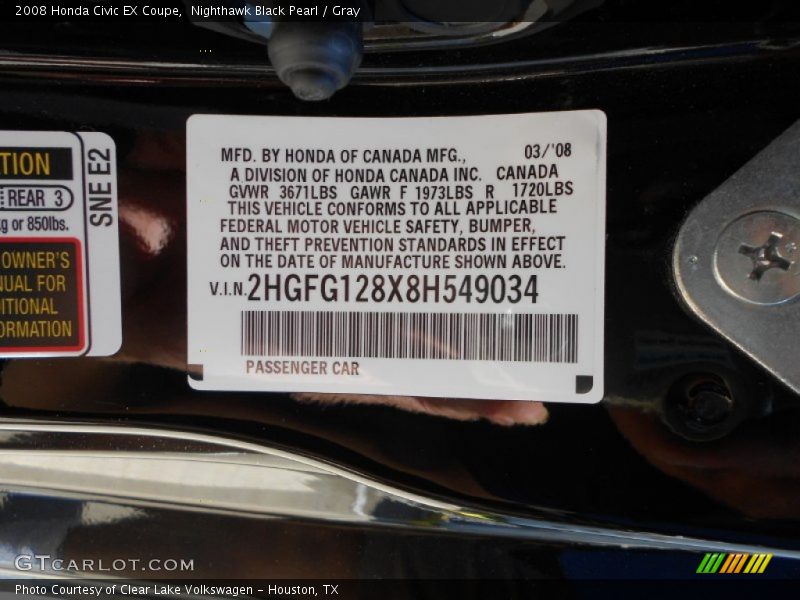 2008 Honda Civic EX Coupe,  Nighthawk Black Pearl / Gray
TION
REAR 3
g or 850lbs.
OWNER'S
UAL FOR
DITIONAL
ORMATION
SNE E2
MFD. BY HONDA OF CANADA MFG., 03/'08
A DIVISION OF HONDA CANADA INC. CANADA
GVWR 3671LBS GAWR F 1973LBS R 1720LBS
THIS VEHICLE CONFORMS TO ALL APPLICABLE
FEDERAL MOTOR VEHICLE SAFETY, BUMPER,
AND THEFT PREVENTION STANDARDS IN EFFECT
ON THE DATE OF MANUFACTURE SHOWN ABOVE.
V.I.N. 2HGFG128X8H549034
PASSENGER CAR
GTCARLOT.COM
Photo Courtesy of Clear Lake Volkswagen – Houston, TX